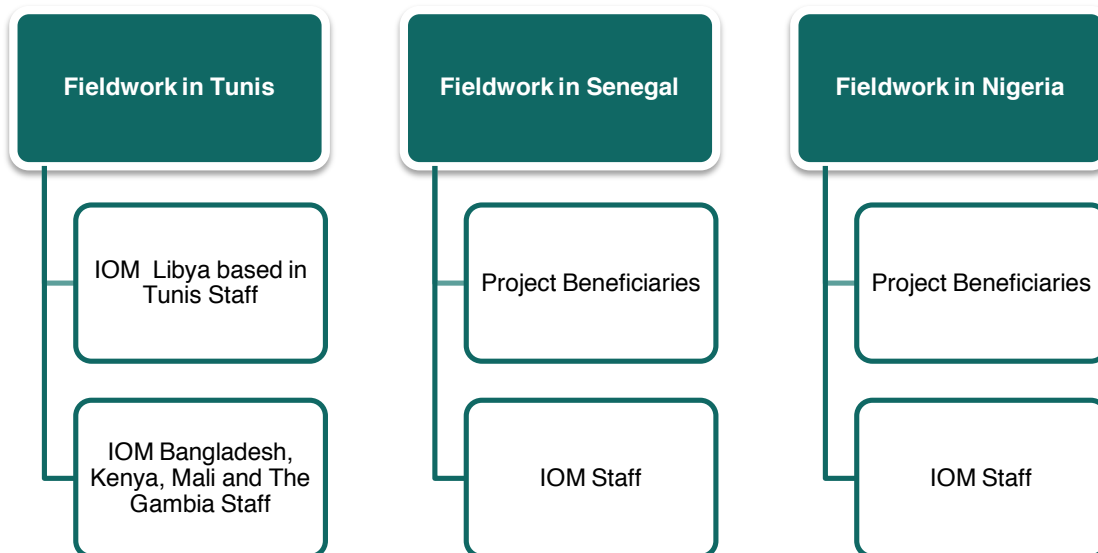 Fieldwork in Tunis
IOM Libya based in
Tunis Staff
IOM Bangladesh,
Kenya, Mali and The
Gambia Staff
Fieldwork in Senegal
Project Beneficiaries
IOM Staff
Fieldwork in Nigeria
Project Beneficiaries
IOM Staff